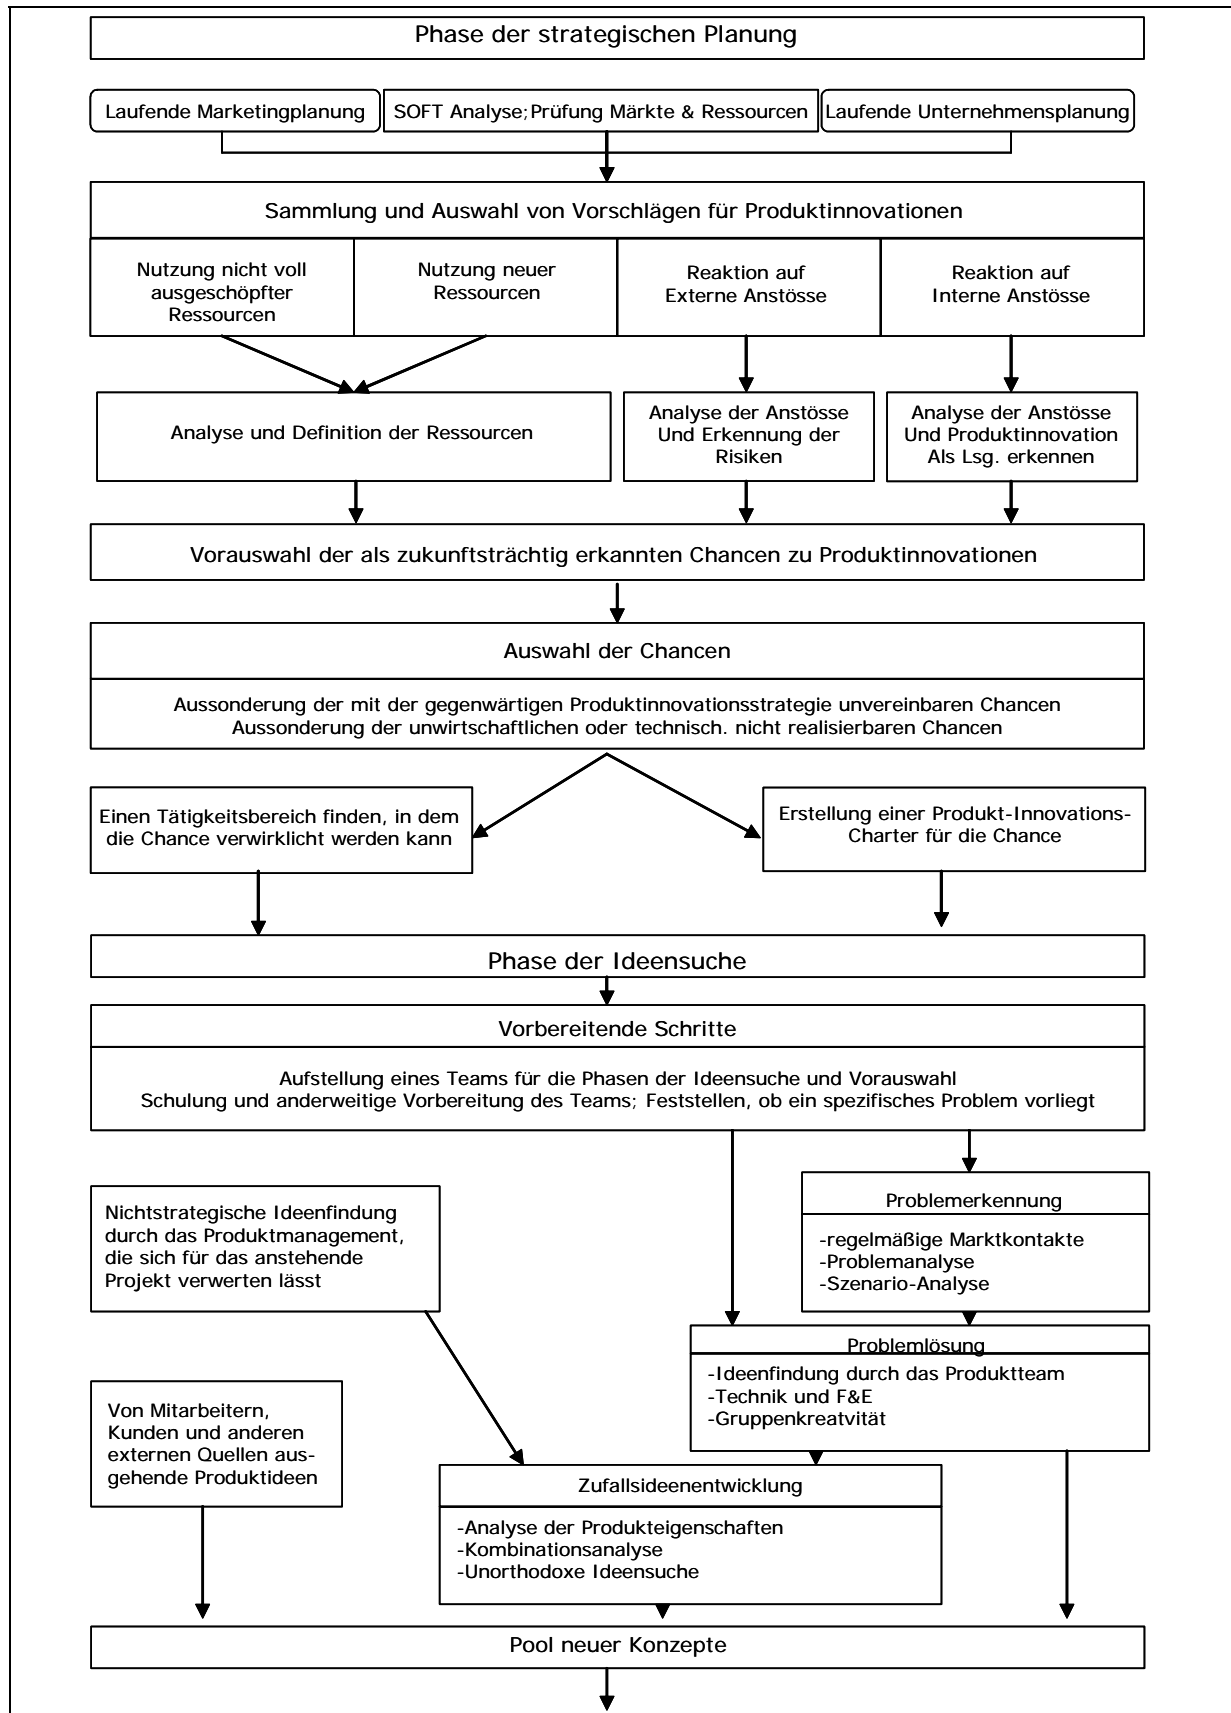 Phase der strategischen Planung
Laufende Marketingplanung
SOFT Analyse;Prüfung Märkte & Ressourcen
Laufende Unternehmensplanung
Sammlung und Auswahl von Vorschlägen für Produktinnovationen
Nutzung nicht voll
ausgeschöpfter
Ressourcen
Nutzung neuer
Ressourcen
Reaktion auf
Externe Anstösse
Reaktion auf
Interne Anstösse
Analyse und Definition der Ressourcen
Analyse der Anstösse
Und Erkennung der
Risiken
Analyse der Anstösse
Und Produktinnovation
Als Lsg. erkennen
Vorauswahl der als zukunftsträchtig erkannten Chancen zu Produktinnovationen
Auswahl der Chancen
Aussonderung der mit der gegenwärtigen Produktinnovationsstrategie unvereinbaren Chancen
Aussonderung der unwirtschaftlichen oder technisch. nicht realisierbaren Chancen
Einen Tätigkeitsbereich finden, in dem
die Chance verwirklicht werden kann
Erstellung einer Produkt-Innovations-
Charter für die Chance
Phase der Ideensuche
Vorbereitende Schritte
Aufstellung eines Teams für die Phasen der Ideensuche und Vorauswahl
Schulung und anderweitige Vorbereitung des Teams; Feststellen, ob ein spezifisches Problem vorliegt
Nichtstrategische Ideenfindung
durch das Produktmanagement,
die sich für das anstehende
Projekt verwerten lässt
Problemerkennung
-regelmäßige Marktkontakte
-Problemanalyse
-Szenario-Analyse
Problemlösung
-Ideenfindung durch das Produktteam
-Technik und F&E
-Gruppenkreatvität
Von Mitarbeitern,
Kunden und anderen
externen Quellen aus-
gehende Produktideen
Zufallsideenentwicklung
-Analyse der Produkteigenschaften
-Kombinationsanalyse
-Unorthodoxe Ideensuche
Pool neuer Konzepte